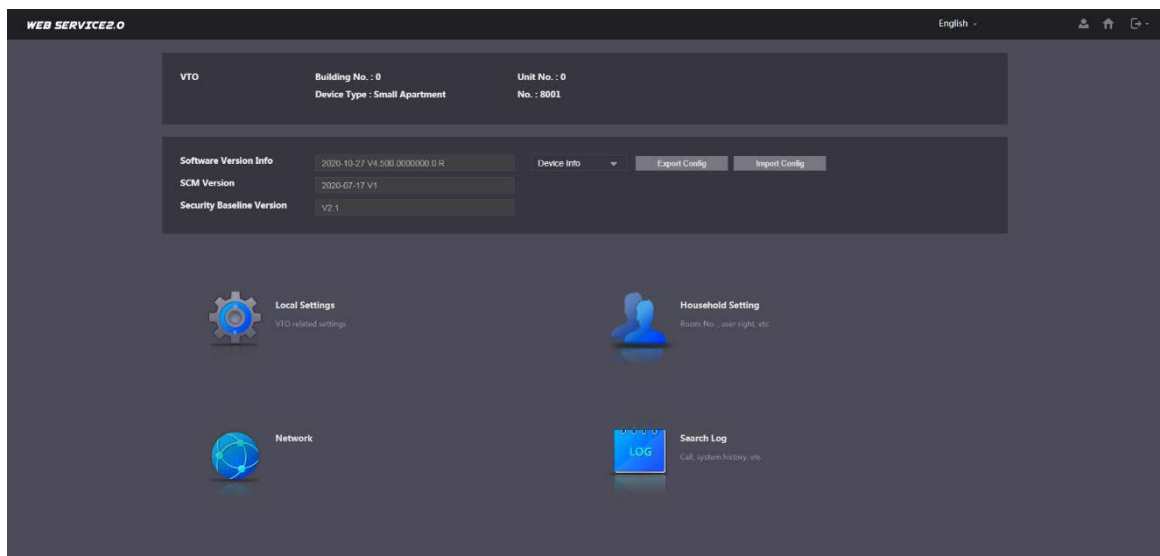 WEB SERVICE2.0 English
VTO Building No. : 0 Unit No. : 0
Device Type : Small Apartment No. : 8001
Software Version Info 2020-10-27 V4.500.0000000.0.R Device Info Export Config Import Config
SCM Version 2020-07-17 V1
Security Baseline Version V2.1
Local Settings
VTO related settings
Household Setting
Room No. , user right, etc
Network
LOG
Search Log
Call, system history, ets